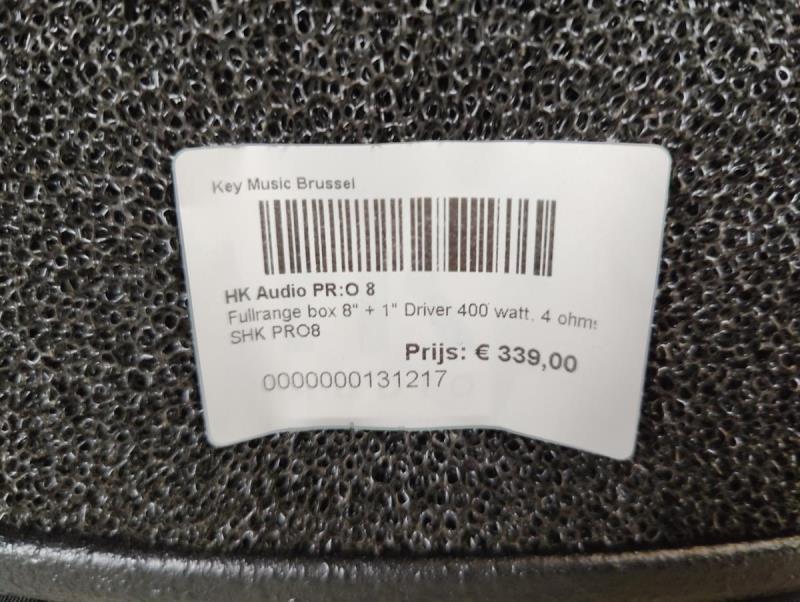 Key Music Brussel
HK Audio PR:O 8
Fullrange box 8" + 1" Driver 400 watt, 4 ohms
SHK PRO8
Prijs: € 339,00
0000000131217